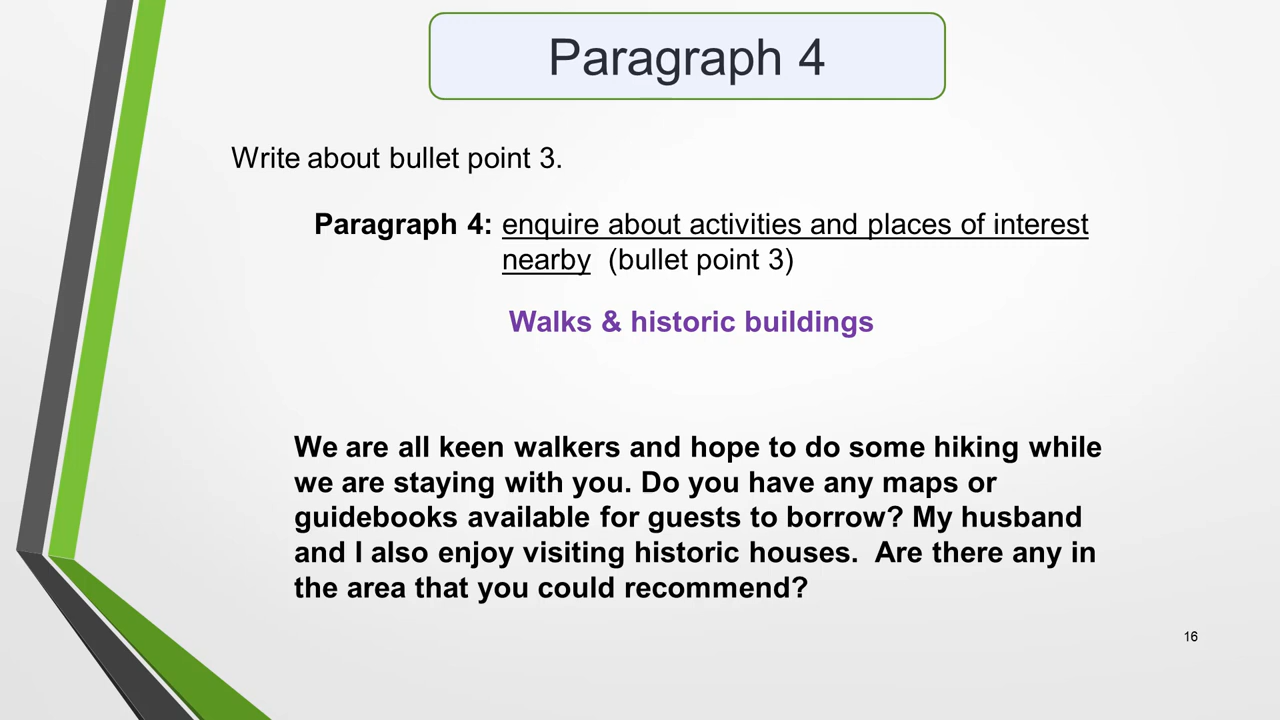 Paragraph 4
Write about bullet point 3.
Paragraph 4: enquire about activities and places of interest
nearby (bullet point 3)
Walks & historic buildings
We are all keen walkers and hope to do some hiking while
we are staying with you. Do you have any maps or
guidebooks available for guests to borrow? My husband
and I also enjoy visiting historic houses.  Are there any in
the area that you could recommend?
16